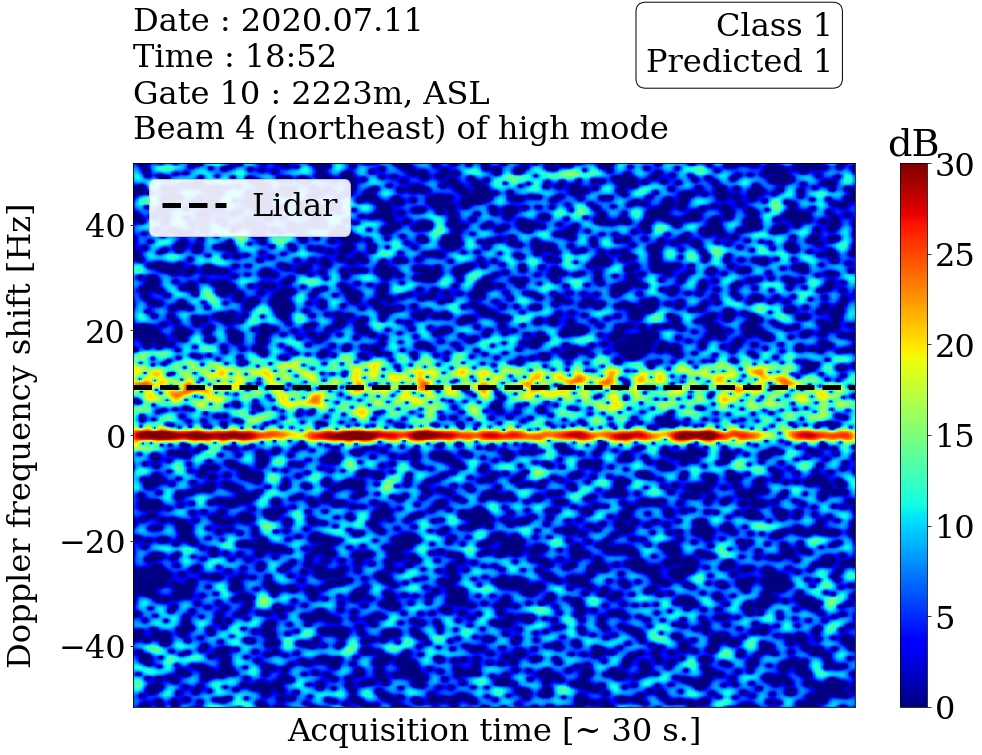 Date : 2020.07.11
Time : 18:52
Gate 10 : 2223m, ASL
Beam 4 (northeast) of high mode
Class 1
Predicted 1
dB
Lidar
Doppler frequency shift [Hz]
40
20
0
−20
−40
30
25
20
15
10
5
0
Acquisition time [~ 30 s.]